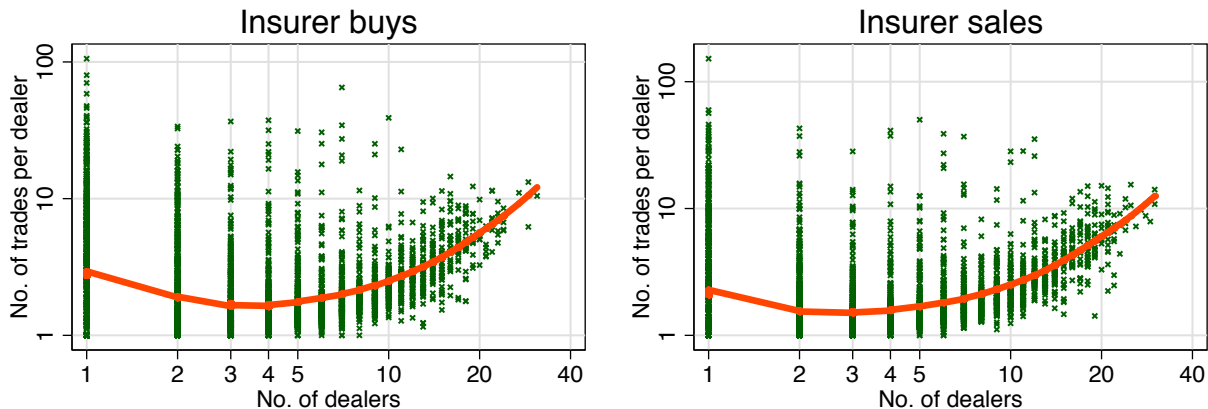 Insurer buys
No. of trades per dealer
100
10
1
1 2 3 4 5 10 20 40
No. of dealers
Insurer sales
No. of trades per dealer
100
10
1
1 2 3 4 5 10 20 40
No. of dealers